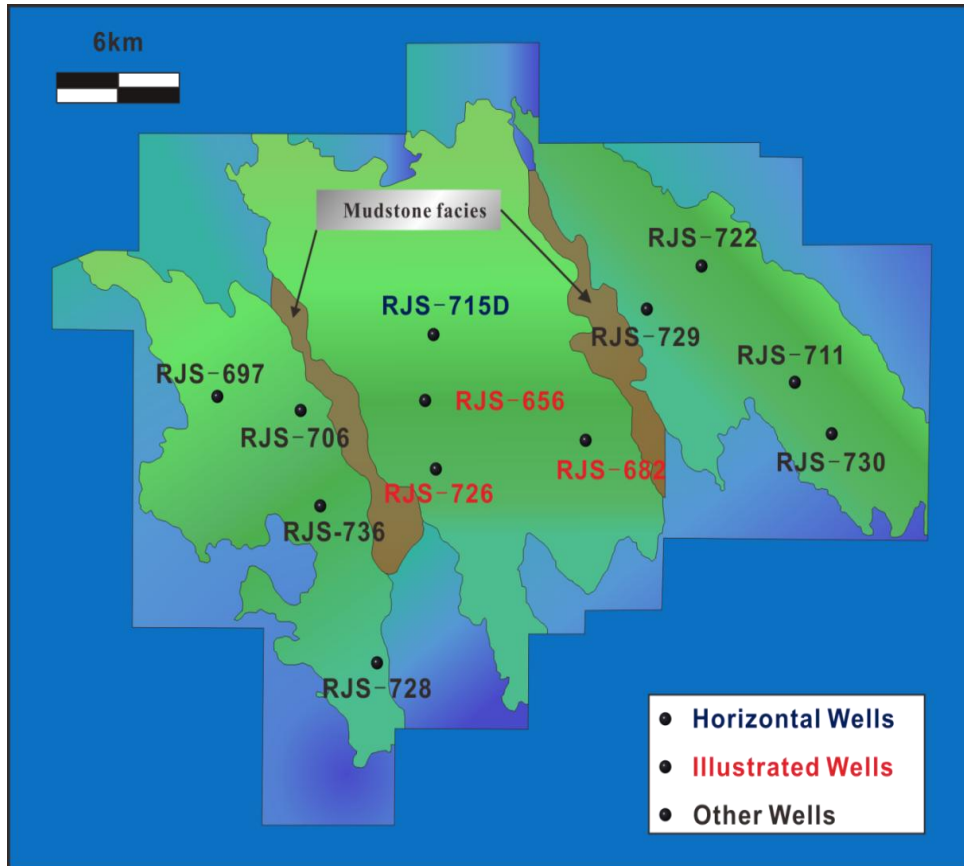 6km
Mudstone facies
RJS-722
RJS-715D
RJS-729
RJS-711
RJS-697
RJS-656
RJS-706
RJS-682
RJS-730
RJS-726
RJS-736
RJS-728
Horizontal Wells
Illustrated Wells
Other Wells